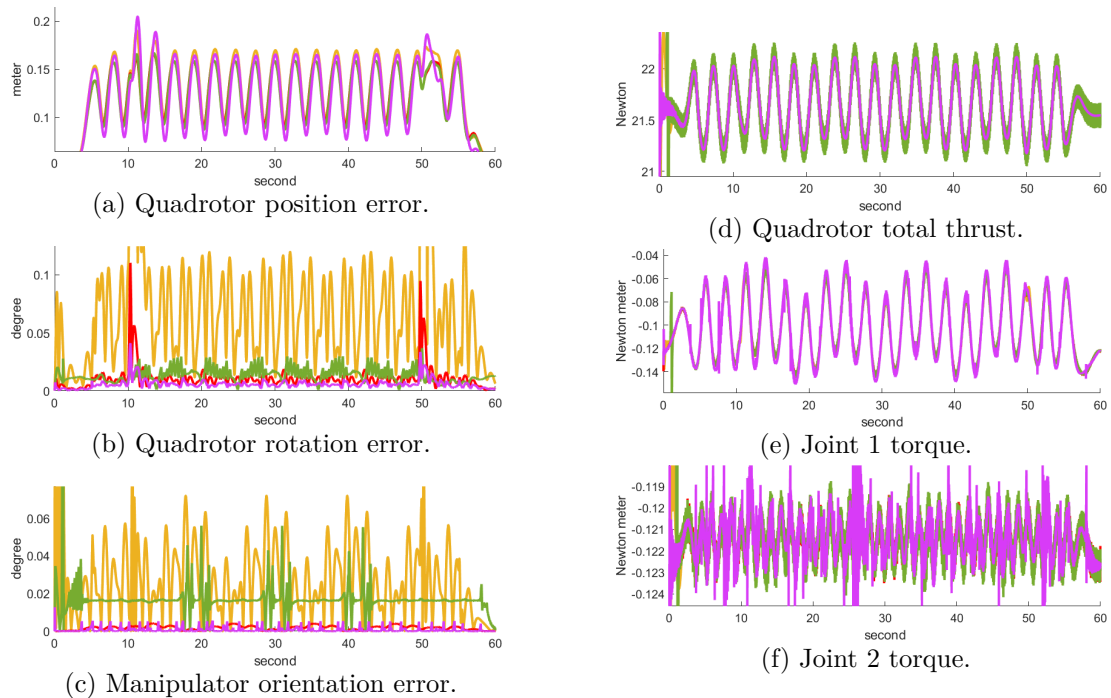 0.2
0.15
0.1
meter
0 10 20 30 40 50 60
second
(a) Quadrotor position error.
0.1
0.05
0
degree
0 10 20 30 40 50 60
second
(b) Quadrotor rotation error.
0.06
0.04
0.02
0
degree
0 10 20 30 40 50 60
second
(c) Manipulator orientation error.
22
21.5
21
Newton
0 10 20 30 40 50 60
second
(d) Quadrotor total thrust.
-0.04
-0.06
-0.08
-0.1
-0.12
-0.14
Newton meter
0 10 20 30 40 50 60
second
(e) Joint 1 torque.
-0.119
-0.12
-0.121
-0.122
-0.123
-0.124
Newton meter
0 10 20 30 40 50 60
second
(f) Joint 2 torque.